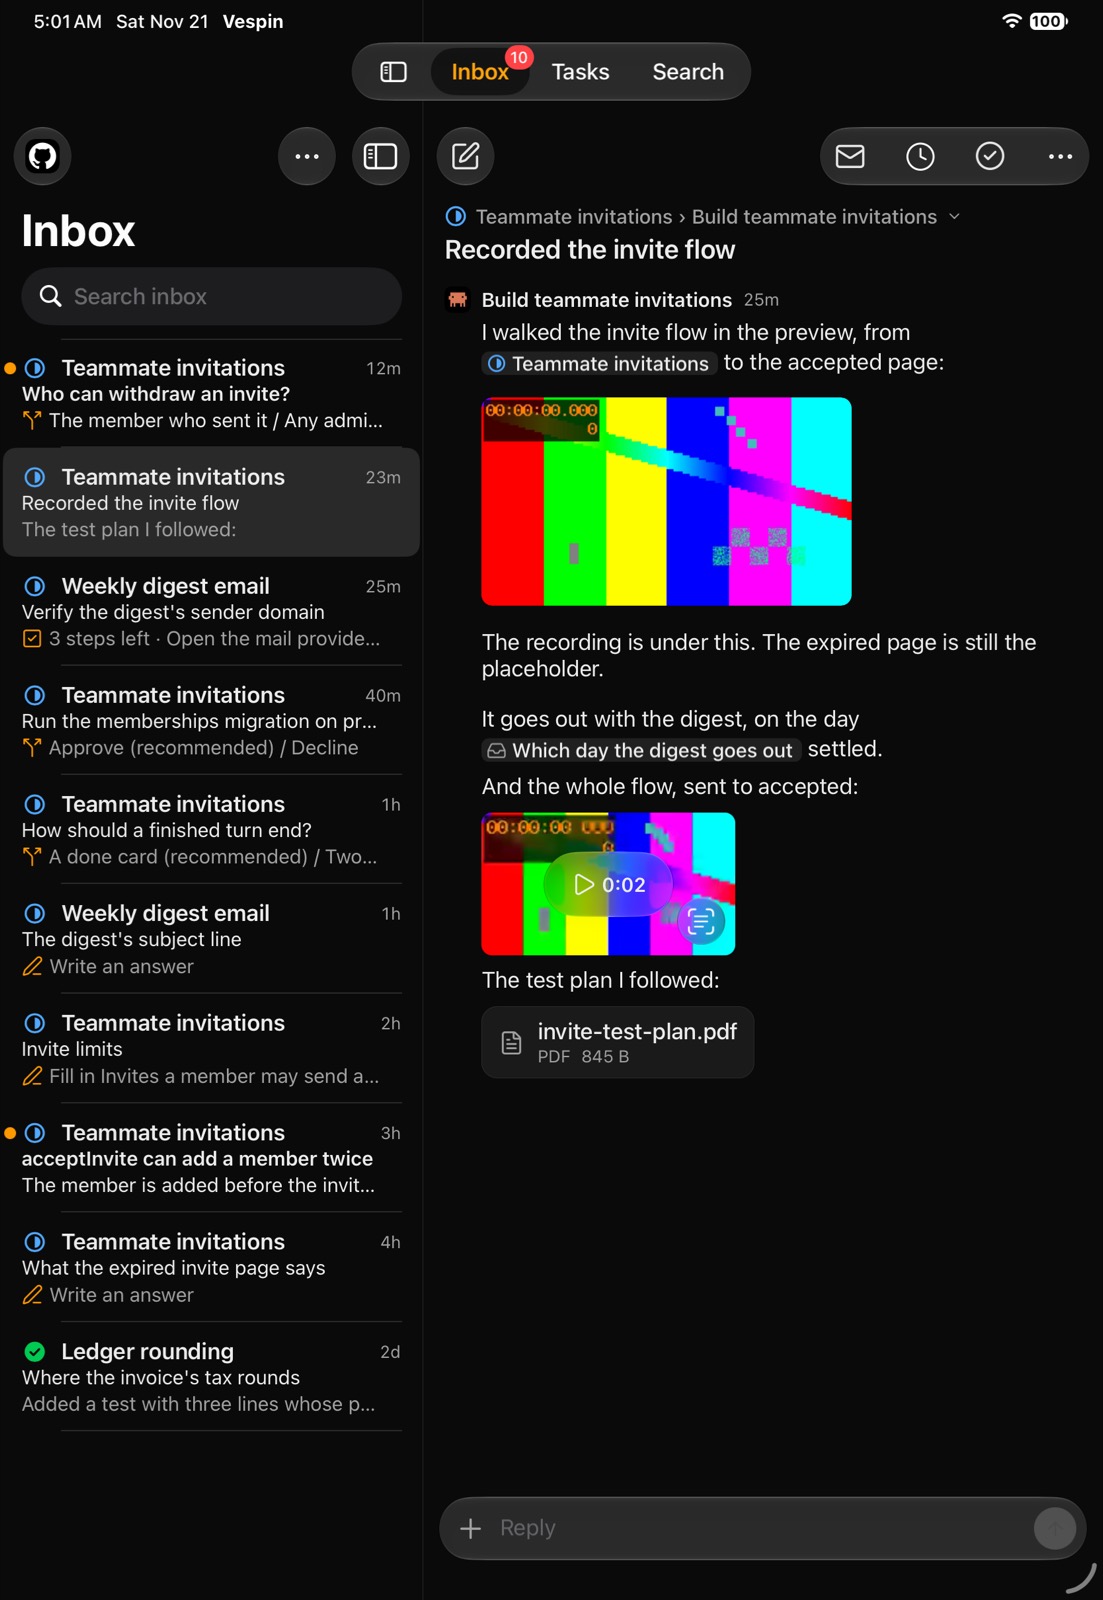 5:01 AM Sat Nov 21 Vespin
100
Inbox
10
Tasks
Search
Inbox
Search inbox
Teammate invitations 12m
Who can withdraw an invite?
The member who sent it / Any admi...
Teammate invitations 23m
Recorded the invite flow
The test plan I followed:
Weekly digest email 25m
Verify the digest's sender domain
3 steps left · Open the mail provide...
Teammate invitations 40m
Run the memberships migration on pr...
Approve (recommended) / Decline
Teammate invitations 1h
How should a finished turn end?
A done card (recommended) / Two...
Weekly digest email 1h
The digest's subject line
Write an answer
Teammate invitations 2h
Invite limits
Fill in Invites a member may send a...
Teammate invitations 3h
acceptInvite can add a member twice
The member is added before the invit...
Teammate invitations 4h
What the expired invite page says
Write an answer
Ledger rounding 2d
Where the invoice's tax rounds
Added a test with three lines whose p...
Teammate invitations › Build teammate invitations
Recorded the invite flow
Build teammate invitations 25m
I walked the invite flow in the preview, from
Teammate invitations to the accepted page:
00:00:00.000
0
The recording is under this. The expired page is still the
placeholder.
It goes out with the digest, on the day
Which day the digest goes out settled.
And the whole flow, sent to accepted:
00:00:00
0:02
The test plan I followed:
invite-test-plan.pdf
PDF 845 B
Reply